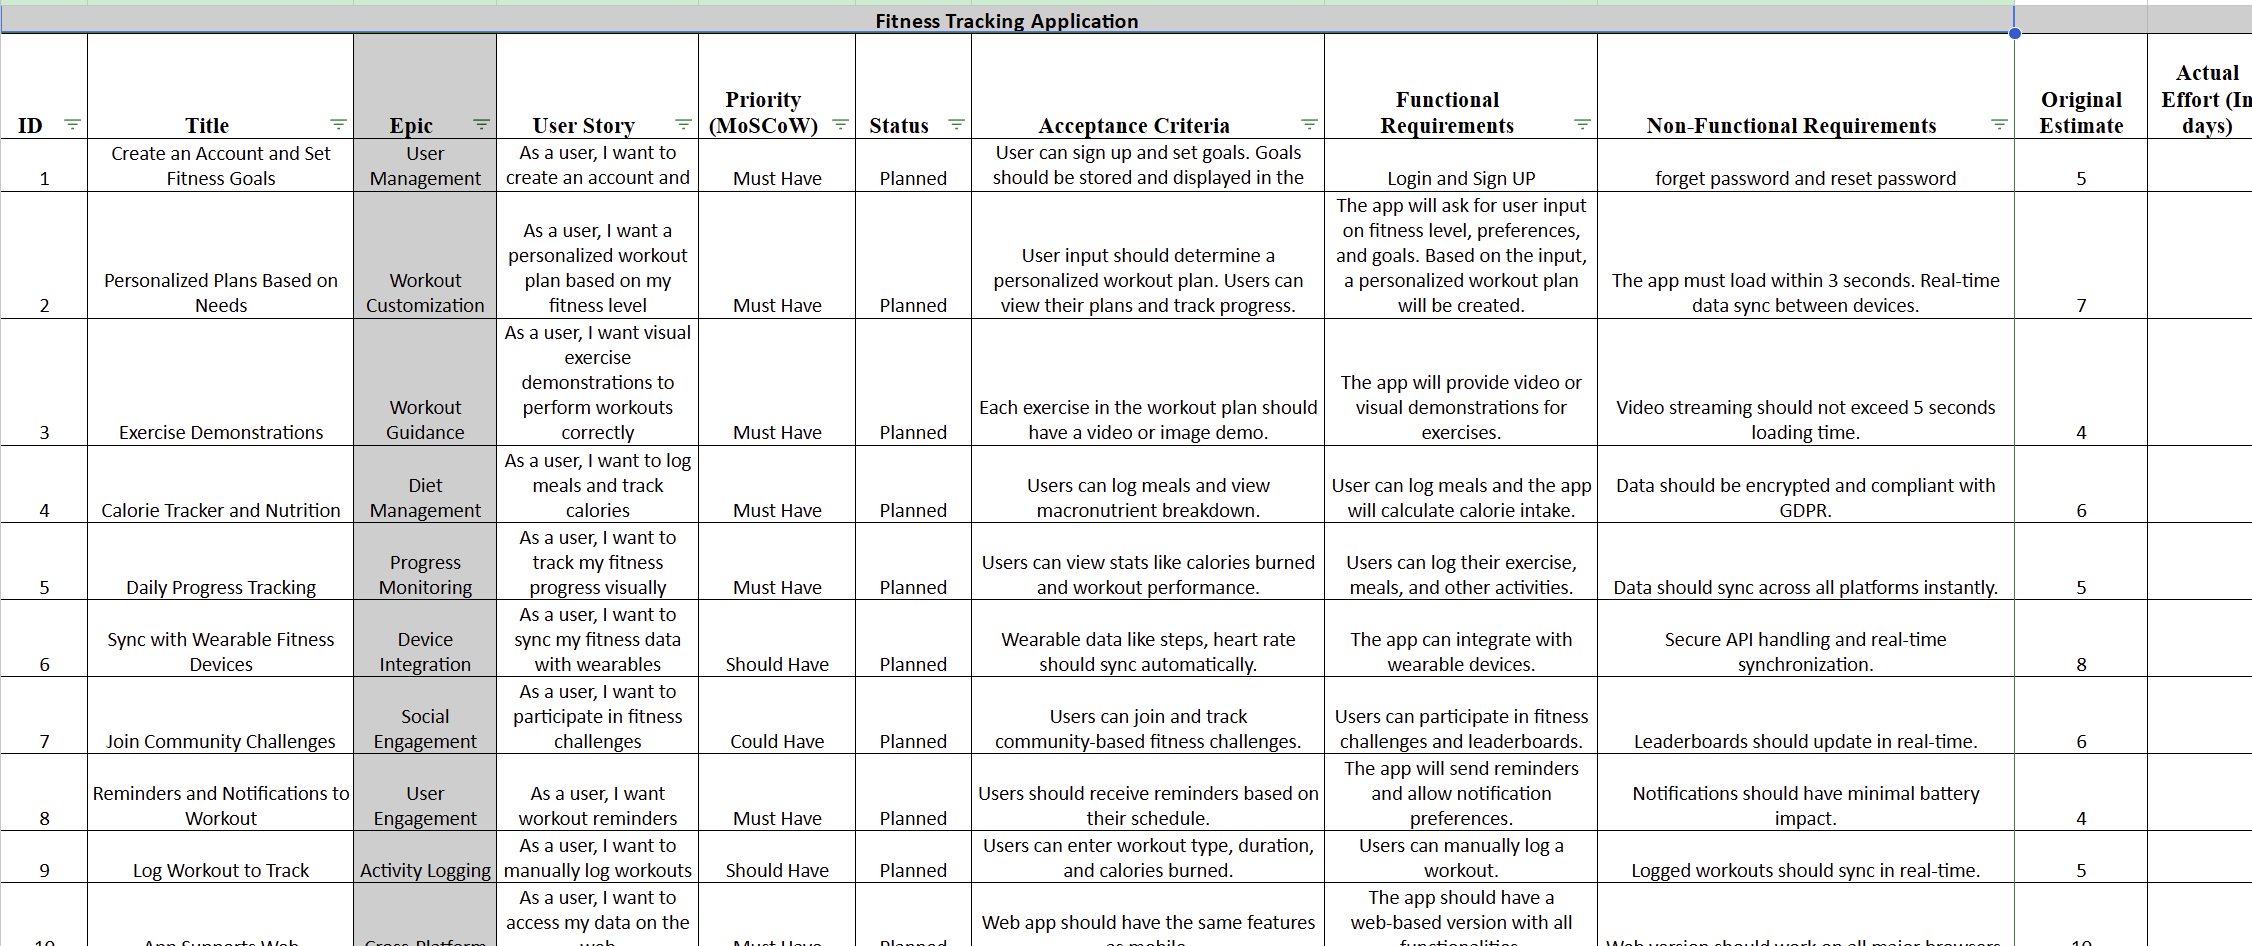 Fitness Tracking Application
ID
Title
Epic
User Story
Priority
(MoSCoW)
Status
Acceptance Criteria
Functional
Requirements
Non-Functional Requirements
Original
Estimate
Actual
Effort (In
days)
1
Create an Account and Set
Fitness Goals
User
Management
As a user, I want to
create an account and
Must Have
Planned
User can sign up and set goals. Goals
should be stored and displayed in the
Login and Sign UP
forget password and reset password
5
2
Personalized Plans Based on
Needs
Workout
Customization
As a user, I want a
personalized workout
plan based on my
fitness level
Must Have
Planned
User input should determine a
personalized workout plan. Users can
view their plans and track progress.
The app will ask for user input
on fitness level, preferences,
and goals. Based on the input,
a personalized workout plan
will be created.
The app must load within 3 seconds. Real-time
data sync between devices.
7
3
Exercise Demonstrations
Workout
Guidance
As a user, I want visual
exercise
demonstrations to
perform workouts
correctly
Must Have
Planned
Each exercise in the workout plan should
have a video or image demo.
The app will provide video or
visual demonstrations for
exercises.
Video streaming should not exceed 5 seconds
loading time.
4
4
Calorie Tracker and Nutrition
Diet
Management
As a user, I want to log
meals and track
calories
Must Have
Planned
Users can log meals and view
macronutrient breakdown.
User can log meals and the app
will calculate calorie intake.
Data should be encrypted and compliant with
GDPR.
6
5
Daily Progress Tracking
Progress
Monitoring
As a user, I want to
track my fitness
progress visually
Must Have
Planned
Users can view stats like calories burned
and workout performance.
Users can log their exercise,
meals, and other activities.
Data should sync across all platforms instantly.
5
6
Sync with Wearable Fitness
Devices
Device
Integration
As a user, I want to
sync my fitness data
with wearables
Should Have
Planned
Wearable data like steps, heart rate
should sync automatically.
The app can integrate with
wearable devices.
Secure API handling and real-time
synchronization.
8
7
Join Community Challenges
Social
Engagement
As a user, I want to
participate in fitness
challenges
Could Have
Planned
Users can join and track
community-based fitness challenges.
Users can participate in fitness
challenges and leaderboards.
Leaderboards should update in real-time.
6
8
Reminders and Notifications to
Workout
User
Engagement
As a user, I want
workout reminders
Must Have
Planned
Users should receive reminders based on
their schedule.
The app will send reminders
and allow notification
preferences.
Notifications should have minimal battery
impact.
4
9
Log Workout to Track
Activity Logging
As a user, I want to
manually log workouts
Should Have
Planned
Users can enter workout type, duration,
and calories burned.
Users can manually log a
workout.
Logged workouts should sync in real-time.
5
10
App Supports Web
Cross-Platform
As a user, I want to
access my data on the
web
Must Have
Planned
Web app should have the same features
as mobile.
The app should have a
web-based version with all
functionalities.
Web version should work on all major browsers.
10